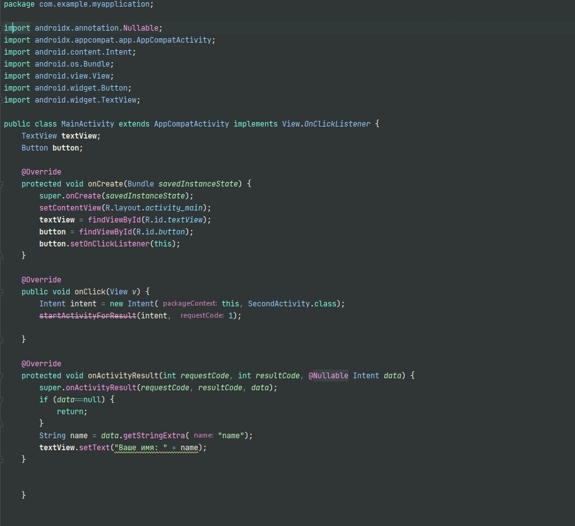 package com.example.myapplication;
import androidx.annotation.Nullable;
import androidx.appcompat.app.AppCompatActivity;
import android.content.Intent;
import android.os.Bundle;
import android.view.View;
import android.widget.Button;
import android.widget.TextView;
public class MainActivity extends AppCompatActivity implements View.OnClickListener {
TextView textView;
Button button;
@Override
protected void onCreate(Bundle savedInstanceState) {
super.onCreate(savedInstanceState);
setContentView(R.layout.activity_main);
textView = findViewById(R.id.textView);
button = findViewById(R.id.button);
button.setOnClickListener(this);
}
@Override
public void onClick(View v) {
Intent intent = new Intent( packageContext: this, SecondActivity.class);
startActivityForResult(intent, requestCode: 1);
}
@Override
protected void onActivityResult(int requestCode, int resultCode, @Nullable Intent data) {
super.onActivityResult(requestCode, resultCode, data);
if (data==null) {
return;
}
String name = data.getStringExtra( name: "name");
textView.setText("Ваше имя: " + name);
}
}